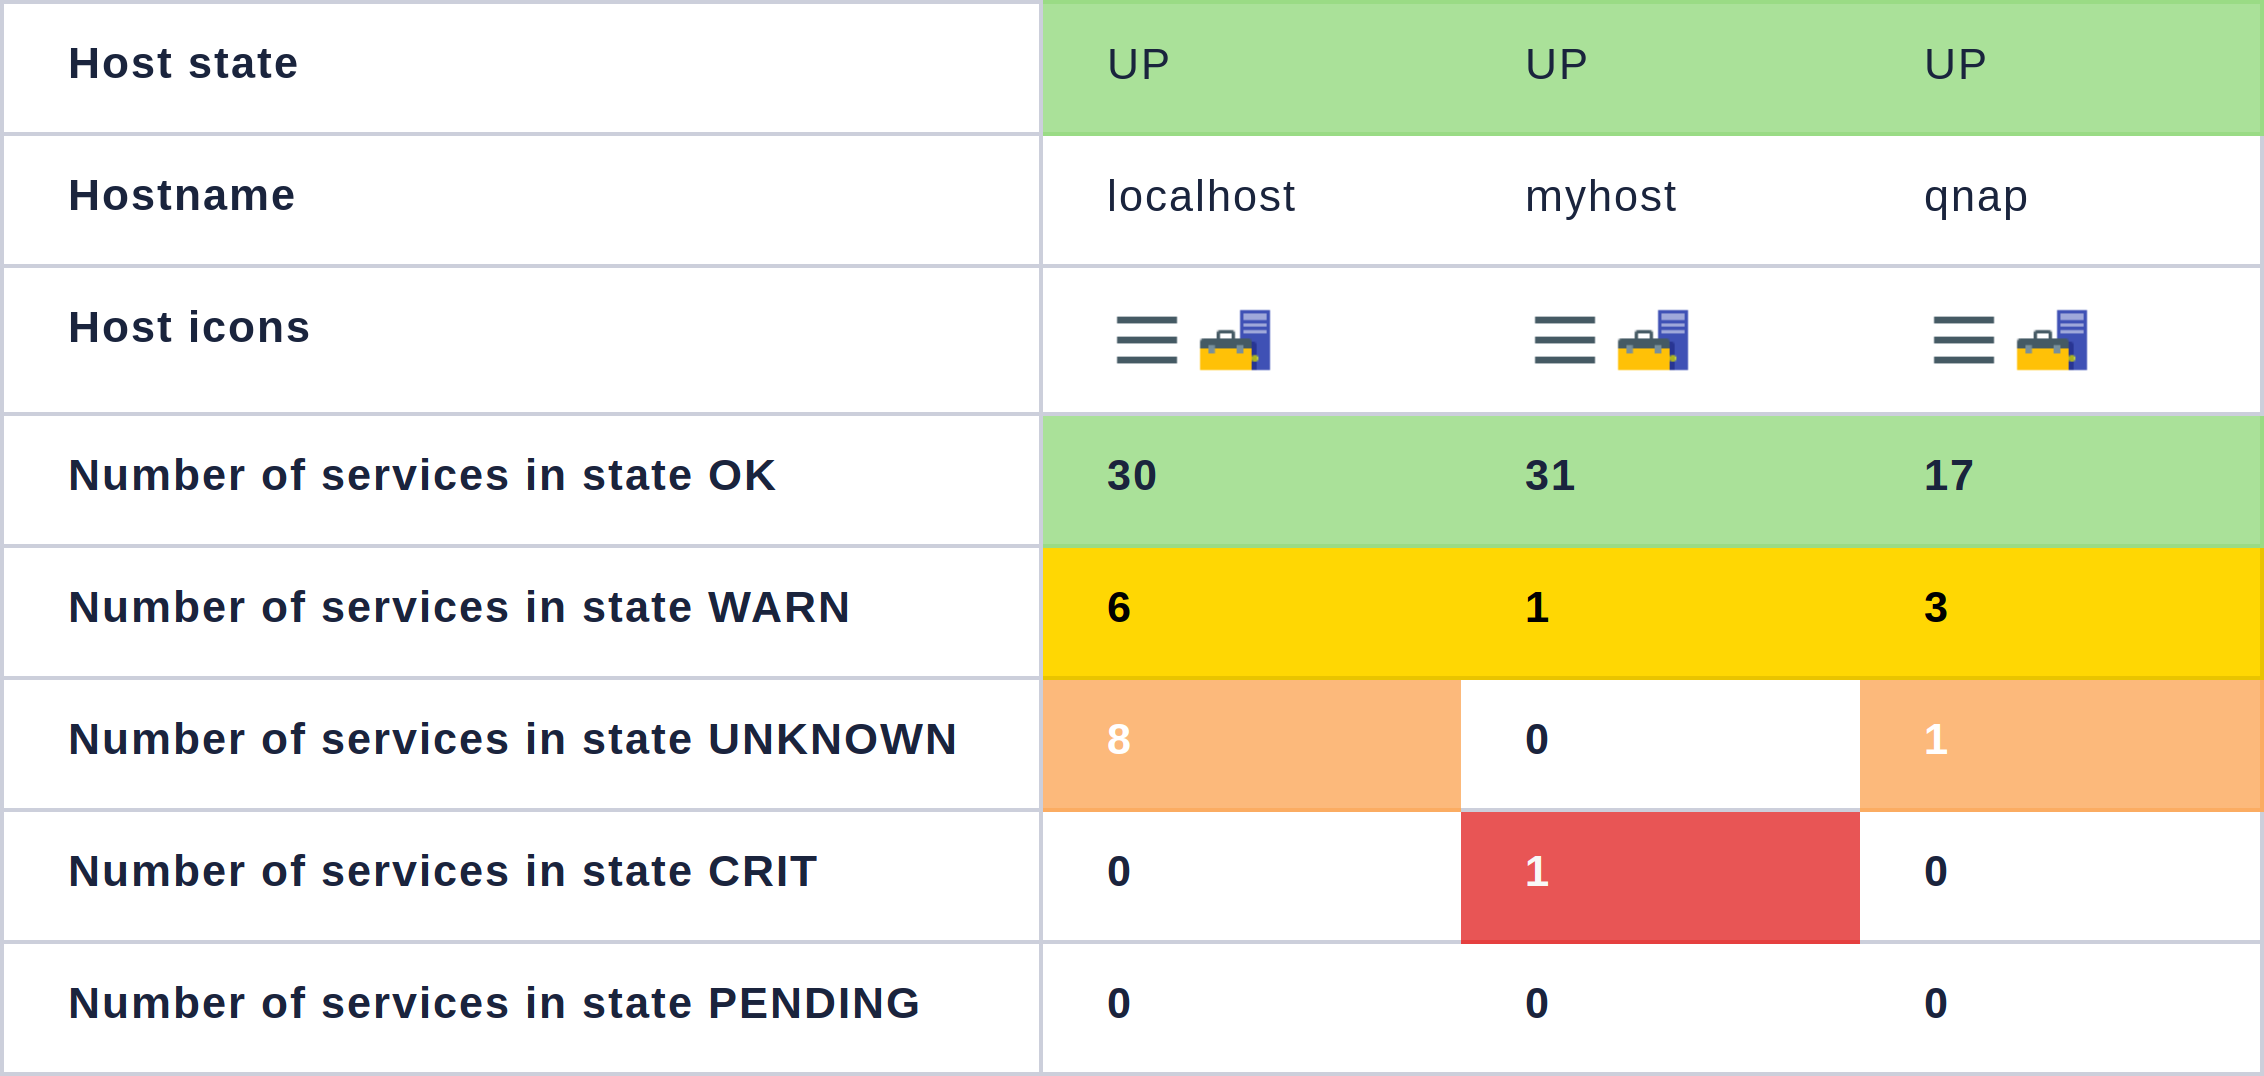 Host state UP UP UP
Hostname localhost myhost qnap
Host icons
Number of services in state OK 30 31 17
Number of services in state WARN 6 1 3
Number of services in state UNKNOWN 8 0 1
Number of services in state CRIT 0 1 0
Number of services in state PENDING 0 0 0